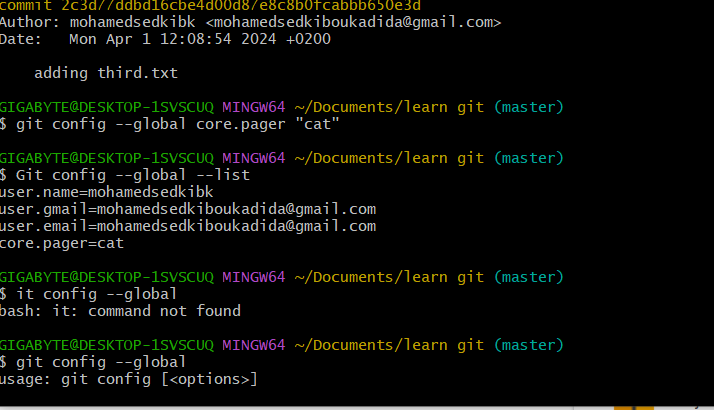 commit 2c3d77ddbd16cbe4d00d87e8c8b0fcabbb650e3d
Author: mohamedsedkibk <mohamedsedkiboukadida@gmail.com>
Date:   Mon Apr 1 12:08:54 2024 +0200
    adding third.txt
GIGABYTE@DESKTOP-1SVSCUQ MINGW64 ~/Documents/learn git (master)
$ git config --global core.pager "cat"
GIGABYTE@DESKTOP-1SVSCUQ MINGW64 ~/Documents/learn git (master)
$ Git config --global --list
user.name=mohamedsedkibk
user.gmail=mohamedsedkiboukadida@gmail.com
user.email=mohamedsedkiboukadida@gmail.com
core.pager=cat
GIGABYTE@DESKTOP-1SVSCUQ MINGW64 ~/Documents/learn git (master)
$ it config --global
bash: it: command not found
GIGABYTE@DESKTOP-1SVSCUQ MINGW64 ~/Documents/learn git (master)
$ git config --global
usage: git config [<options>]